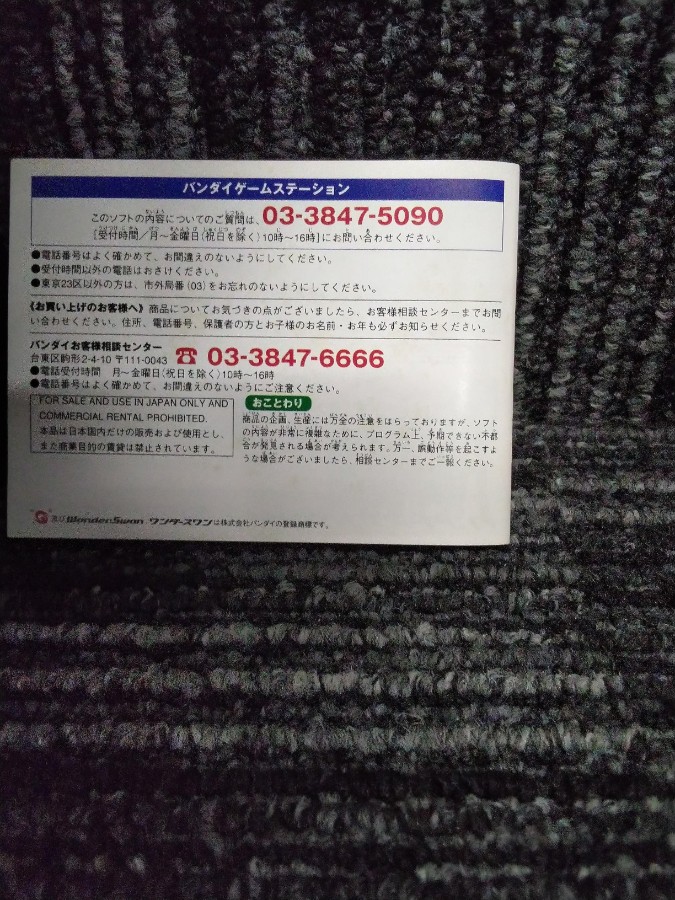 バンダイゲームステーション
このソフトの内容についてのご質問は、03-3847-5090
[受付時間/月〜金曜日(祝日を除く)10時〜16時]にお問い合わせください。
●電話番号はよく確かめて、お間違えのないようにしてください。
●受付時間以外の電話はおさけください。
●東京23区以外の方は、市外局番(03)をお忘れのないようにしてください。
《お買い上げのお客様へ》商品についてお気づきの点がございましたら、お客様相談センターまでお問
い合わせください。住所、電話番号、保護者の方とお子様のお名前・お年も必ずお知らせください。
バンダイお客様相談センター
台東区駒形2-4-10 〒111-0043 ☎ 03-3847-6666
●電話受付時間 月〜金曜日(祝日を除く)10時〜16時
●電話番号はよく確かめて、お間違えのないようにご注意ください。
FOR SALE AND USE IN JAPAN ONLY AND
COMMERCIAL RENTAL PROHIBITED.
本品は日本国内だけの販売および使用とし、
また商業目的の賃貸は禁止されています。
おことわり
商品の企画、生産には万全の注意をはらっておりますが、ソフト
の内容が非常に複雑なために、プログラム上、予期できない不都
合が発見される場合が考えられます。万一、誤動作等を起こすよ
うな場合がございましたら、相談センターまでご一報ください。
及び WonderSwan ワンダースワンは株式会社バンダイの登録商標です。